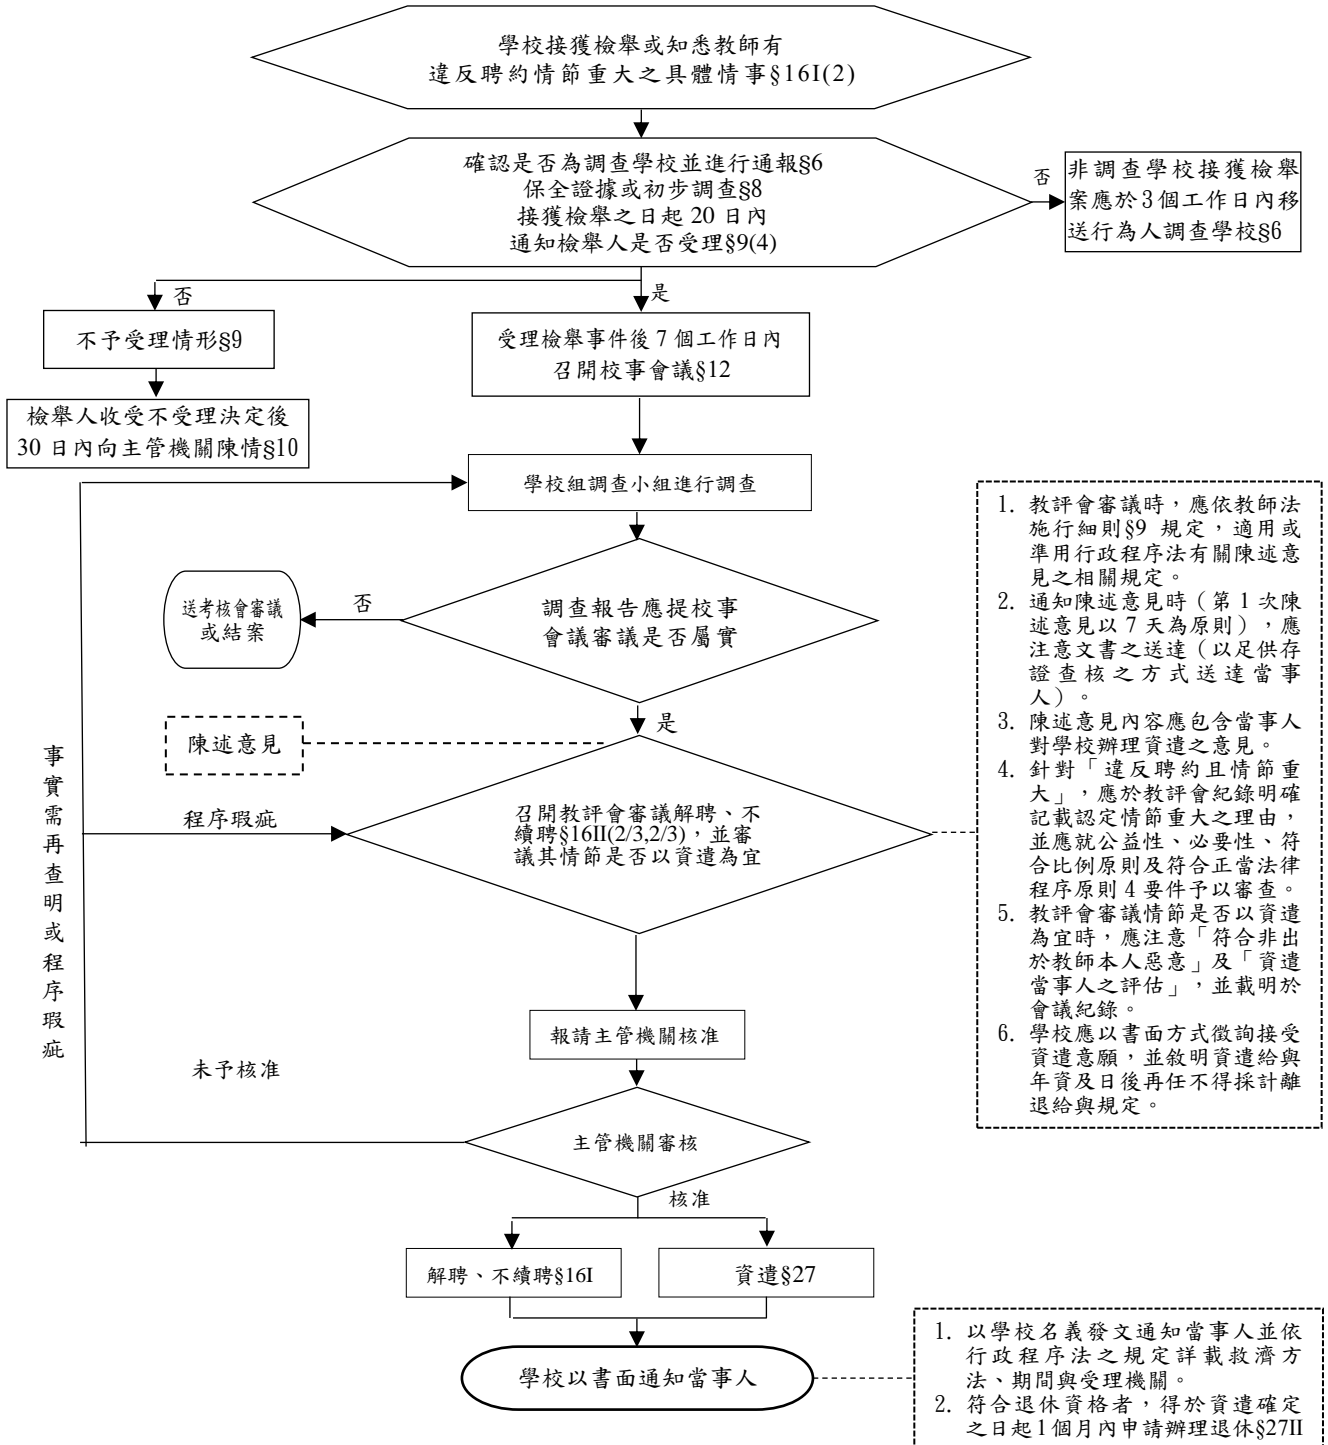 學校接獲檢舉或知悉教師有
違反聘約情節重大之具體情事§16I(2)
確認是否為調查學校並進行通報§6
保全證據或初步調查§8
接獲檢舉之日起 20 日內
通知檢舉人是否受理§9(4)
否
非調查學校接獲檢舉
案應於3個工作日內移
送行為人調查學校§6
否
是
不予受理情形§9
受理檢舉事件後 7 個工作日內
召開校事會議§12
檢舉人收受不受理決定後
30 日內向主管機關陳情§10
學校組調查小組進行調查
調查報告應提校事
會議審議是否屬實
否
送考核會審議
或結案
是
陳述意見
程序瑕疵
召開教評會審議解聘、不
續聘§16II(2/3,2/3)，並審
議其情節是否以資遣為宜
事實需再查明或程序瑕疵
1. 教評會審議時，應依教師法
施行細則§9 規定，適用或
準用行政程序法有關陳述意
見之相關規定。
2. 通知陳述意見時（第 1 次陳
述意見以 7 天為原則），應
注意文書之送達（以足供存
證查核之方式送達當事
人）。
3. 陳述意見內容應包含當事人
對學校辦理資遣之意見。
4. 針對「違反聘約且情節重
大」，應於教評會紀錄明確
記載認定情節重大之理由，
並應就公益性、必要性、符
合比例原則及符合正當法律
程序原則 4 要件予以審查。
5. 教評會審議情節是否以資遣
為宜時，應注意「符合非出
於教師本人惡意」及「資遣
當事人之評估」，並載明於
會議紀錄。
6. 學校應以書面方式徵詢接受
資遣意願，並敘明資遣給與
年資及日後再任不得採計離
退給與規定。
報請主管機關核准
未予核准
主管機關審核
核准
解聘、不續聘§16I
資遣§27
學校以書面通知當事人
1. 以學校名義發文通知當事人並依
行政程序法之規定詳載救濟方
法、期間與受理機關。
2. 符合退休資格者，得於資遣確定
之日起1個月內申請辦理退休§27II